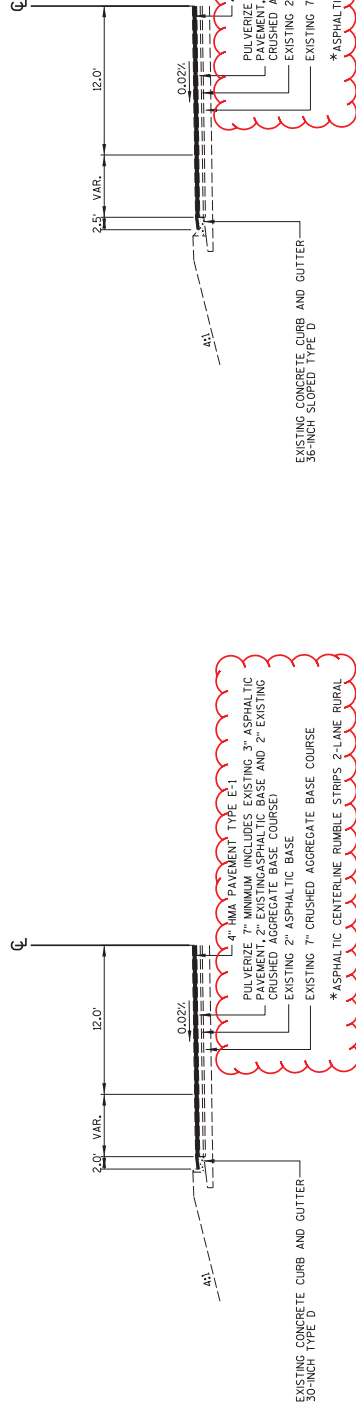 CL
12.0'
VAR.
2.0'
0.02%
4:1
4" HMA PAVEMENT TYPE E-1
PULVERIZE 7" MINIMUM (INCLUDES EXISTING 3" ASPHALTIC
PAVEMENT, 2" EXISTINGASPHALTIC BASE AND 2" EXISTING
CRUSHED AGGREGATE BASE COURSE)
EXISTING 2" ASPHALTIC BASE
EXISTING 7" CRUSHED AGGREGATE BASE COURSE
*ASPHALTIC CENTERLINE RUMBLE STRIPS 2-LANE RURAL
EXISTING CONCRETE CURB AND GUTTER
30-INCH TYPE D
CL
12.0'
VAR.
2.5'
0.02%
4:1
PULVERIZE
PAVEMENT,
CRUSHED A
EXISTING 2
EXISTING 7
*ASPHALTI
EXISTING CONCRETE CURB AND GUTTER
36-INCH SLOPED TYPE D